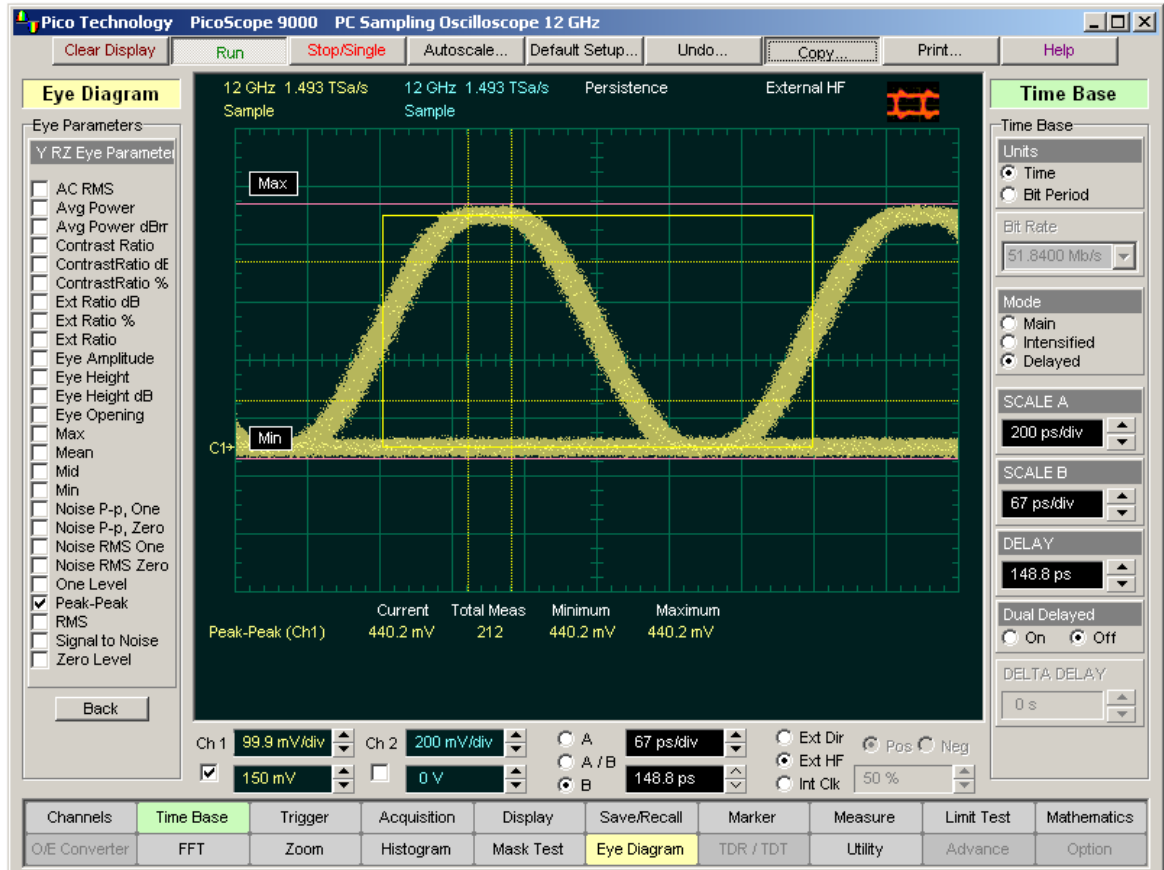 Pico Technology PicoScope 9000 PC Sampling Oscilloscope 12 GHz
Clear Display Run Stop/Single Autoscale... Default Setup... Undo... Copy... Print... Help
Eye Diagram
Eye Parameters
Y RZ Eye Parameter
AC RMS
Avg Power
Avg Power dBm
Contrast Ratio
ContrastRatio dB
ContrastRatio %
Ext Ratio dB
Ext Ratio %
Ext Ratio
Eye Amplitude
Eye Height
Eye Height dB
Eye Opening
Max
Mean
Mid
Min
Noise P-p, One
Noise P-p, Zero
Noise RMS One
Noise RMS Zero
One Level
Peak-Peak
RMS
Signal to Noise
Zero Level
Back
12 GHz 1.493 TSa/s 12 GHz 1.493 TSa/s Persistence External HF
Sample Sample
Max
C1
Min
Current Total Meas Minimum Maximum
Peak-Peak (Ch1) 440.2 mV 212 440.2 mV 440.2 mV
Time Base
Time Base
Units
Time
Bit Period
Bit Rate
51.8400 Mb/s
Mode
Main
Intensified
Delayed
SCALE A
200 ps/div
SCALE B
67 ps/div
DELAY
148.8 ps
Dual Delayed
On Off
DELTA DELAY
0 s
Ch 1 99.9 mV/div Ch 2 200 mV/div A 67 ps/div Ext Dir Pos Neg
A / B Ext HF
150 mV 0 V B 148.8 ps Int Clk 50 %
Channels Time Base Trigger Acquisition Display Save/Recall Marker Measure Limit Test Mathematics
O/E Converter FFT Zoom Histogram Mask Test Eye Diagram TDR / TDT Utility Advance Option